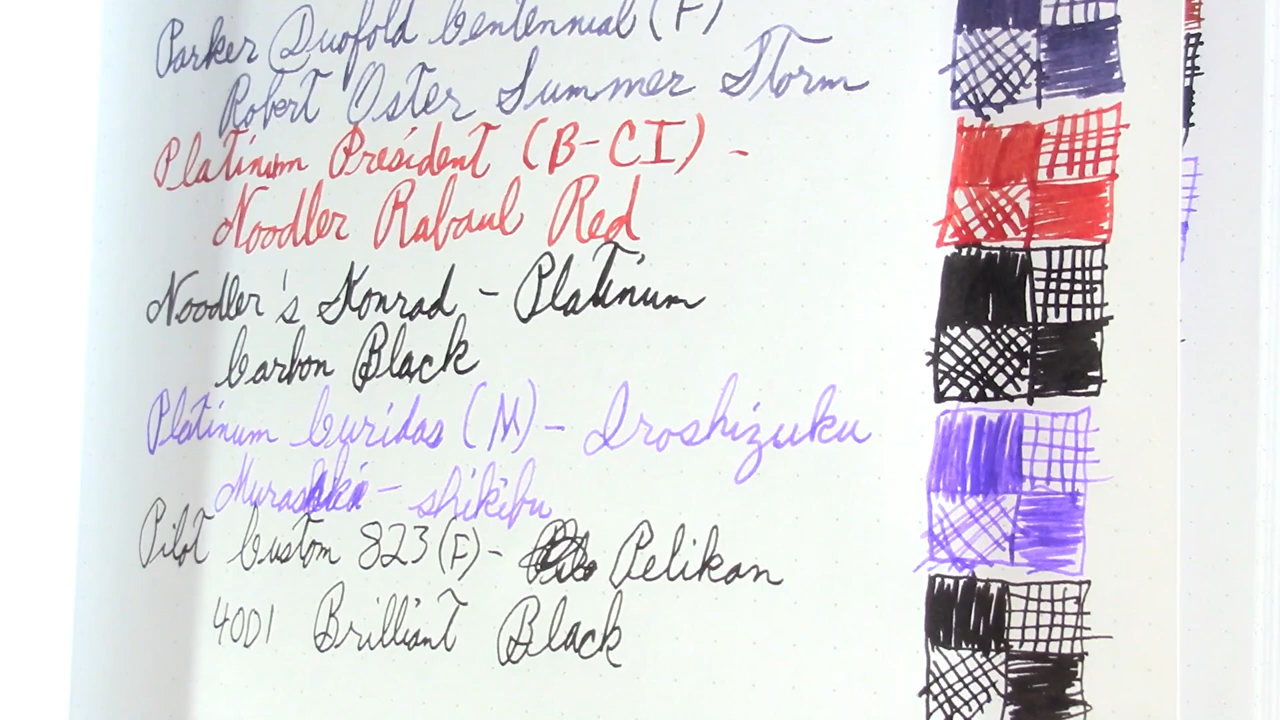 Parker Duofold Centennial (F)
Robert Oster Summer Storm
Platinum President (B-CI) -
Noodler Rabaul Red
Noodler's Konrad - Platinum
Carbon Black
Platinum Curidas (M) - Iroshizuku
- shikibu
Pilot Custom 823 (F) - Pelikan
4001 Brilliant Black